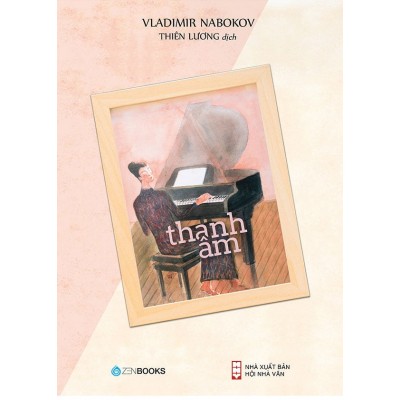 VLADIMIR NABOKOV
THIÊN LƯƠNG dịch
thanh
âm
ZENBOOKS
NHÀ XUẤT BẢN
HỘI NHÀ VĂN